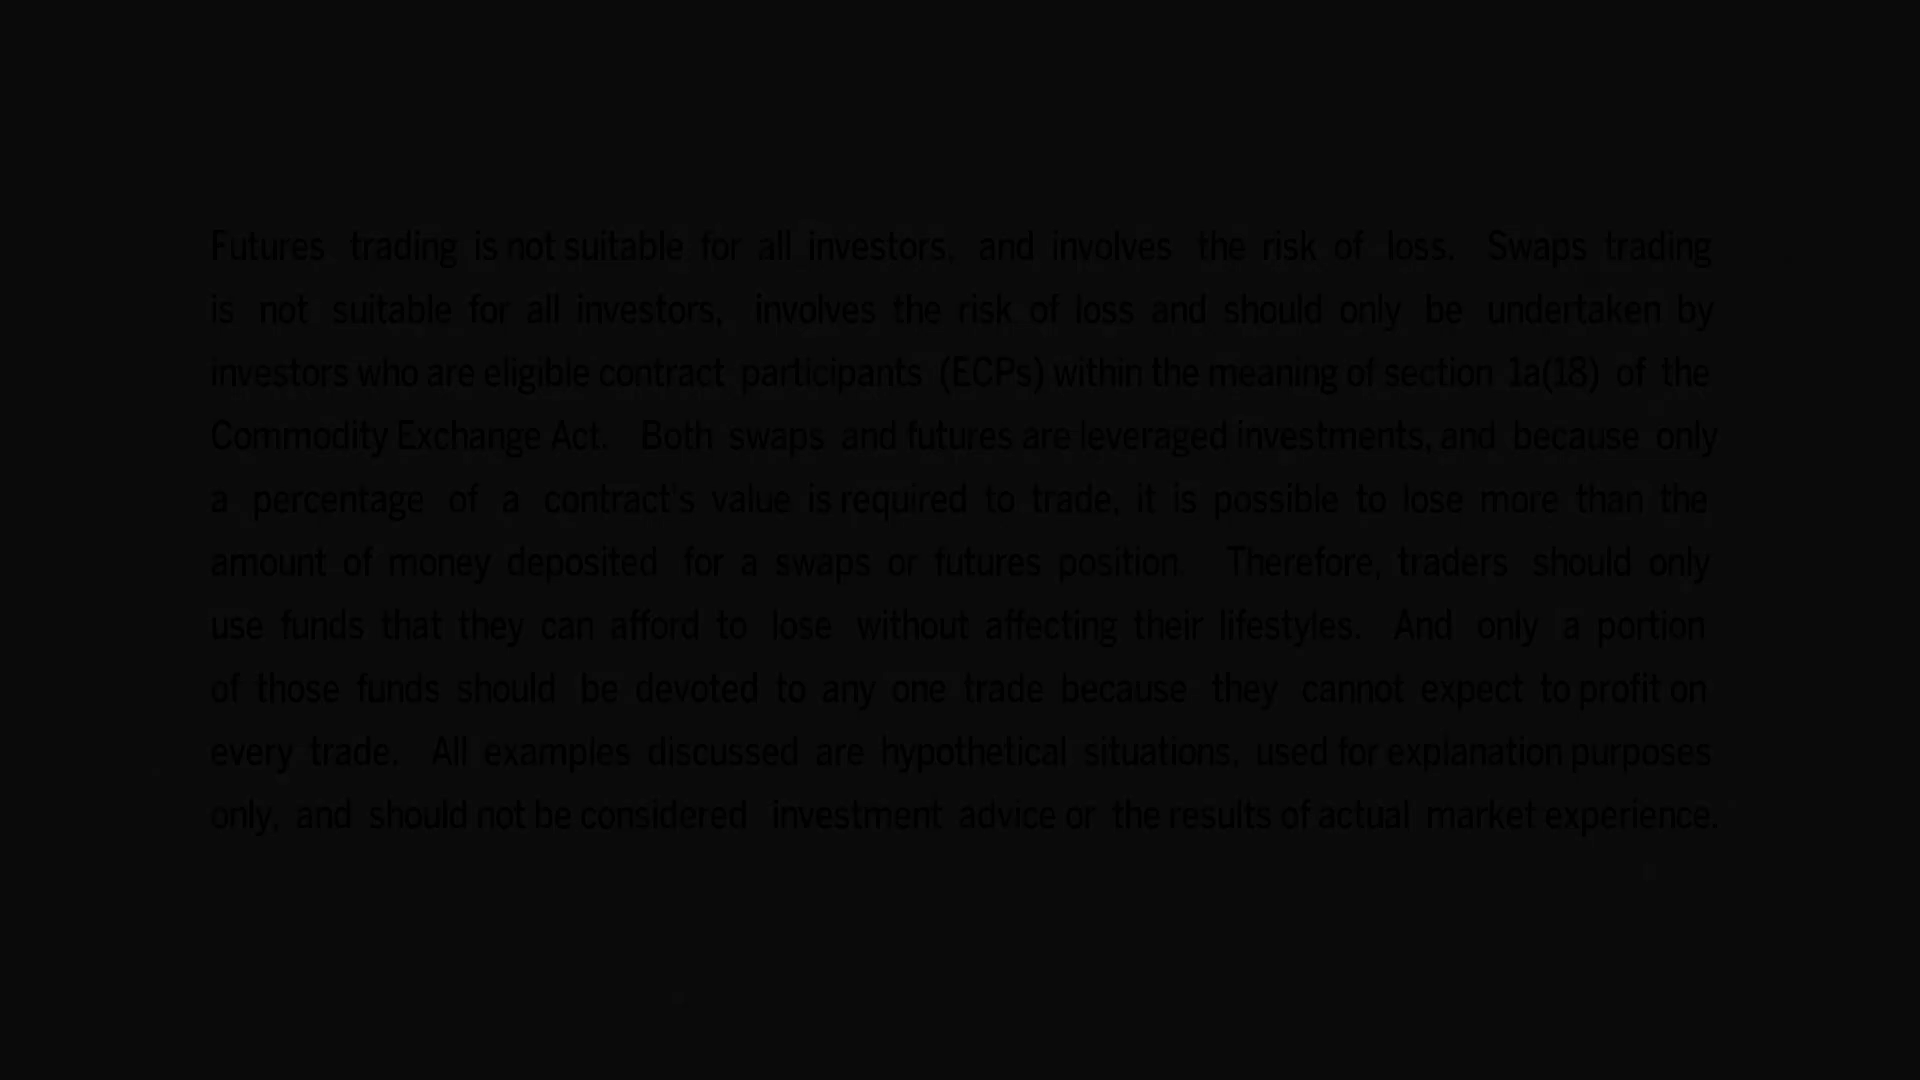 Futures trading is not suitable for all investors, and involves the risk of loss. Swaps trading
is not suitable for all investors, involves the risk of loss and should only be undertaken by
investors who are eligible contract participants (ECPs) within the meaning of section 1a(18) of the
Commodity Exchange Act. Both swaps and futures are leveraged investments, and because only
a percentage of a contract's value is required to trade, it is possible to lose more than the
amount of money deposited for a swaps or futures position. Therefore, traders should only
use funds that they can afford to lose without affecting their lifestyles. And only a portion
of those funds should be devoted to any one trade because they cannot expect to profit on
every trade. All examples discussed are hypothetical situations, used for explanation purposes
only, and should not be considered investment advice or the results of actual market experience.